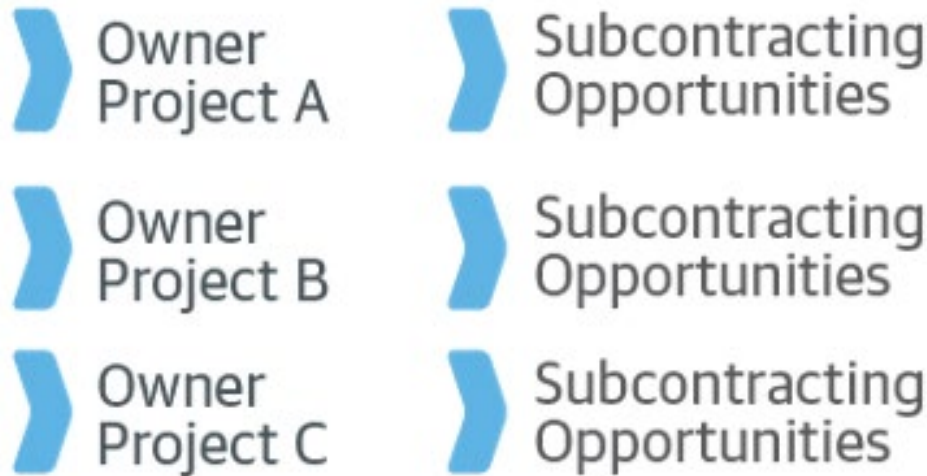 Owner
Project A
Subcontracting
Opportunities
Owner
Project B
Subcontracting
Opportunities
Owner
Project C
Subcontracting
Opportunities